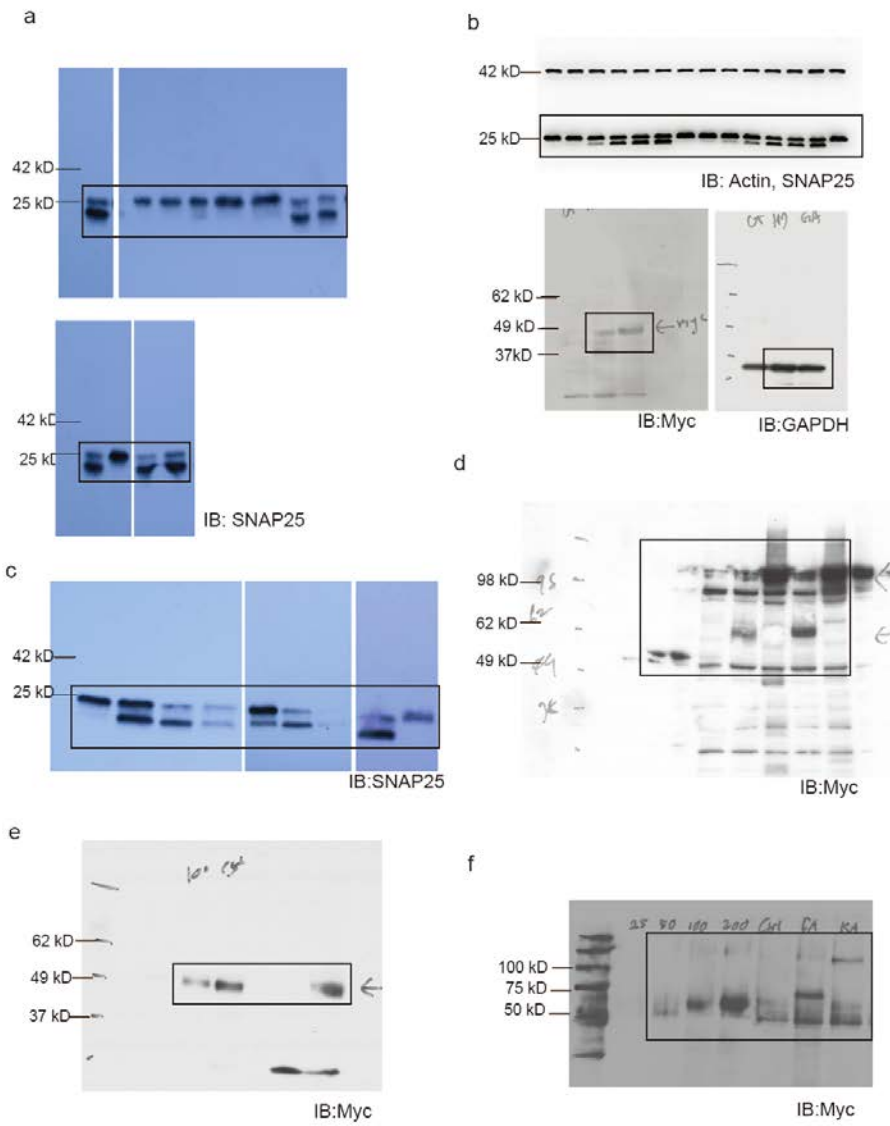 a
42 kD
25 kD
42 kD
25 kD
IB: SNAP25
b
42 kD
25 kD
IB: Actin, SNAP25
62 kD
49 kD
37kD
IB:Myc
GA
IB:GAPDH
c
42 kD
25 kD
IB:SNAP25
d
98 kD
62 kD
49 kD
IB:Myc
e
62 kD
49 kD
37 kD
IB:Myc
f
25 50 100 200 Ctrl
100 kD
75 kD
50 kD
IB:Myc